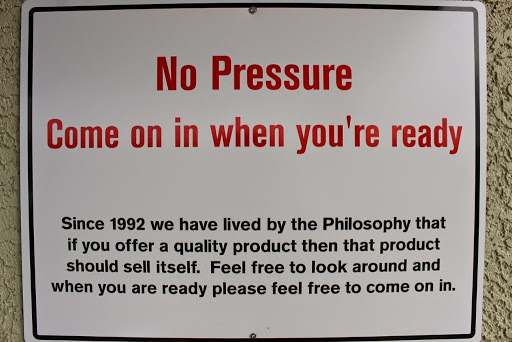 No Pressure
Come on in when you're ready
Since 1992 we have lived by the Philosophy that
if you offer a quality product then that product
should sell itself.  Feel free to look around and
when you are ready please feel free to come on in.